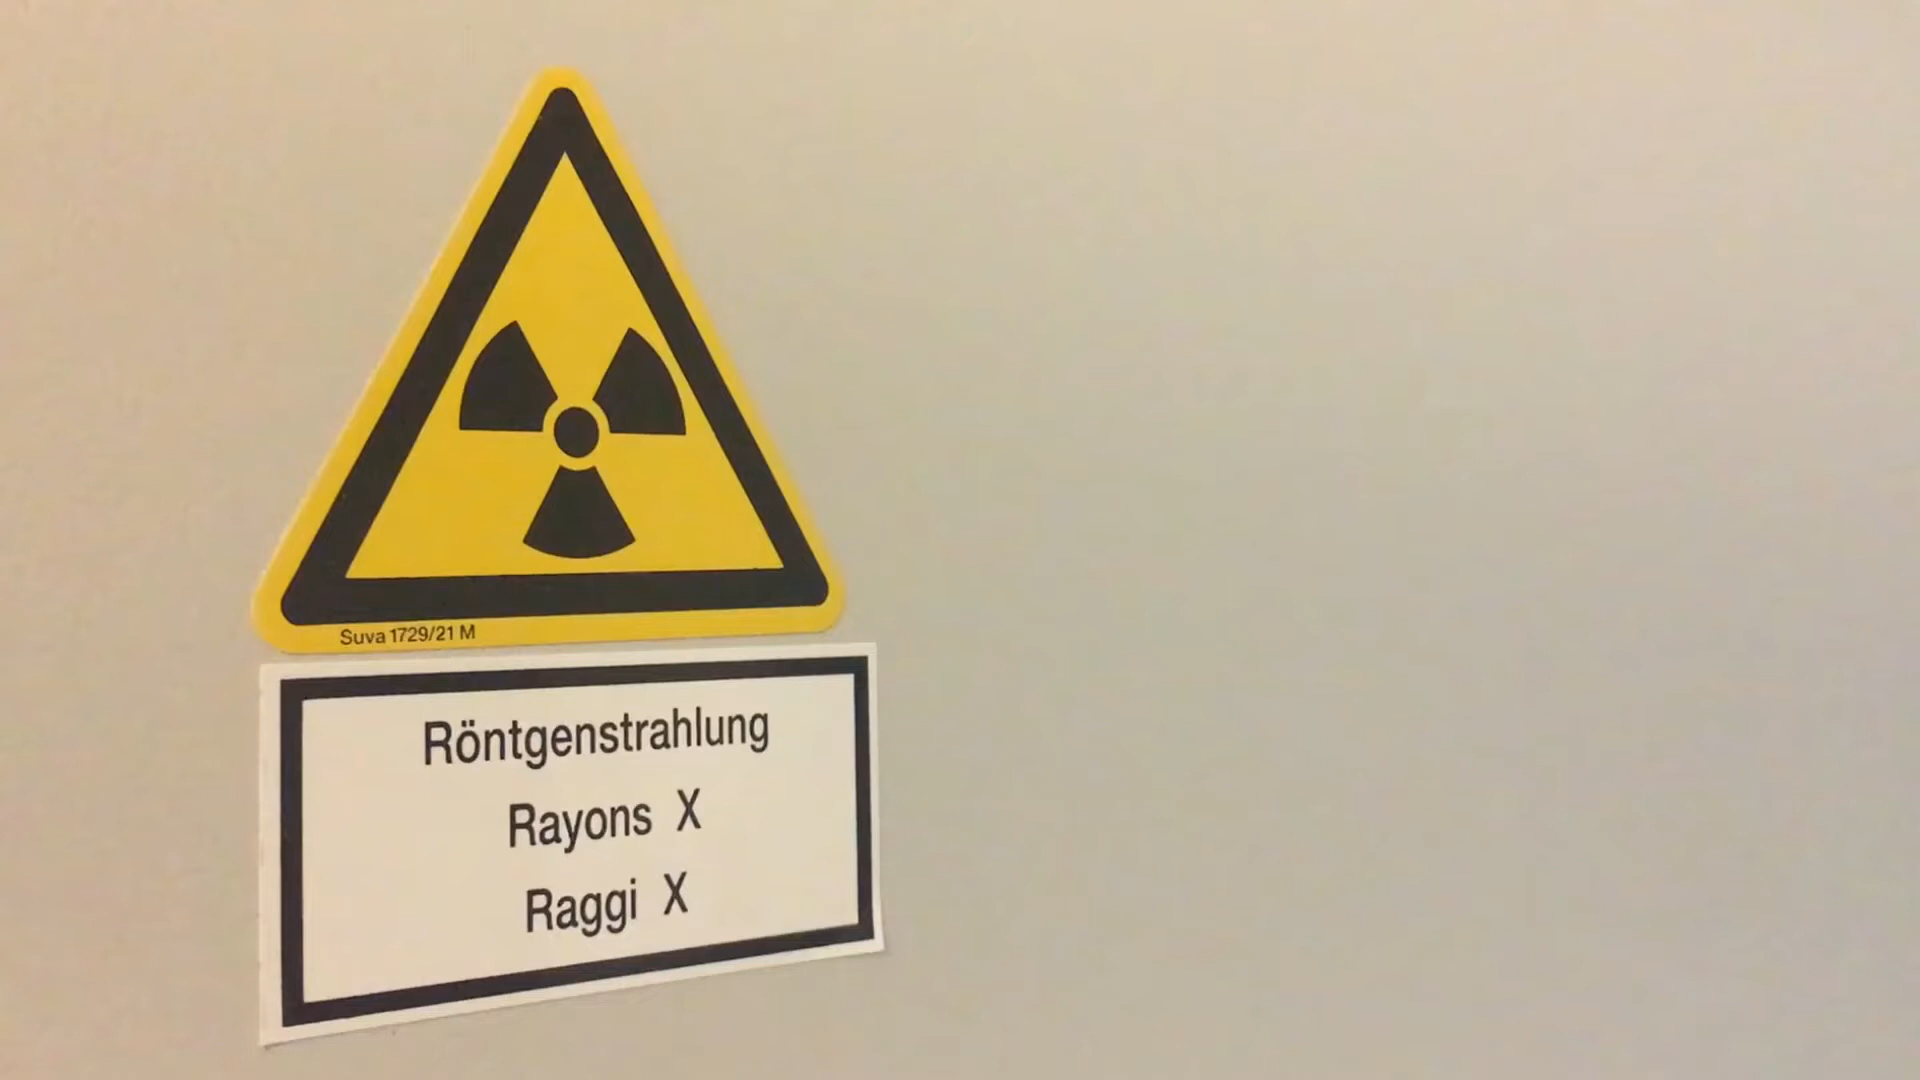 Suva 1729/21 M
Röntgenstrahlung
Rayons X
Raggi X